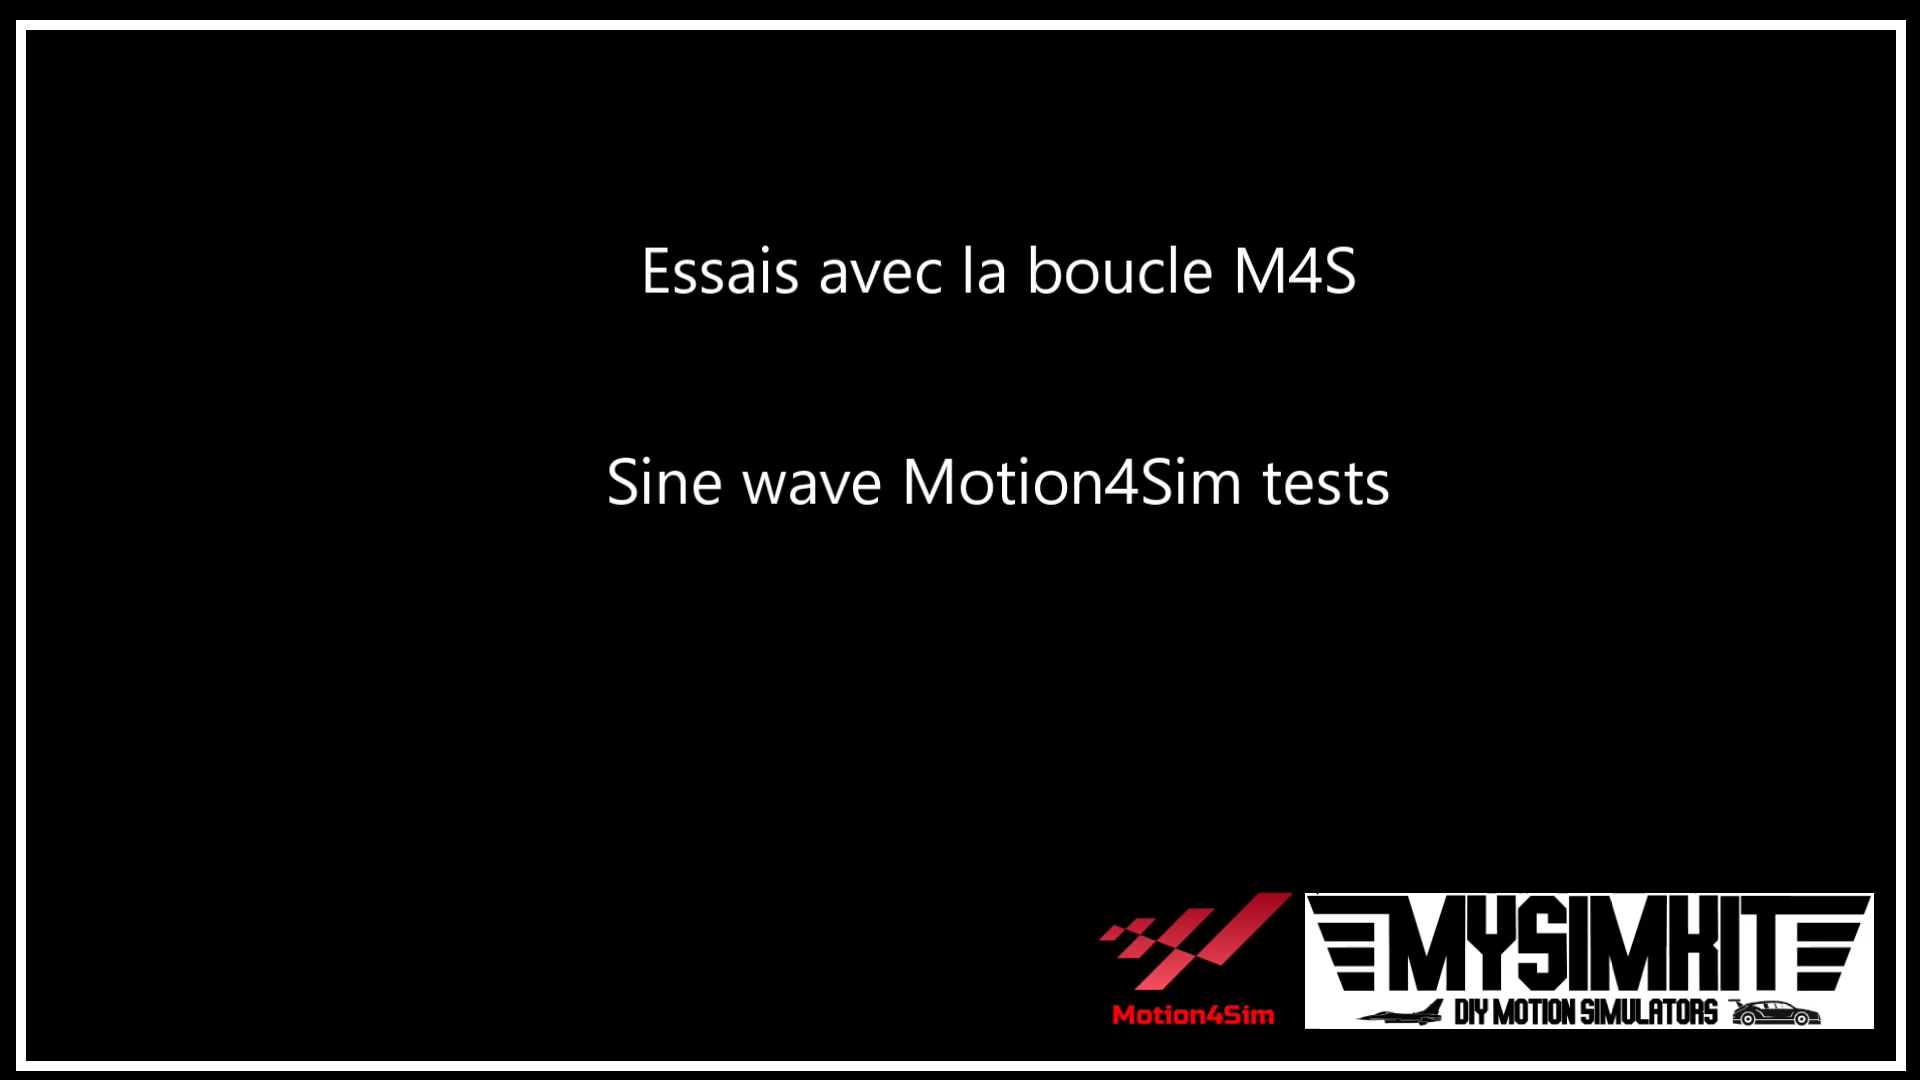 Essais avec la boucle M4S
Sine wave Motion4Sim tests
Motion4Sim
MYSIMKIT
DIY MOTION SIMULATORS